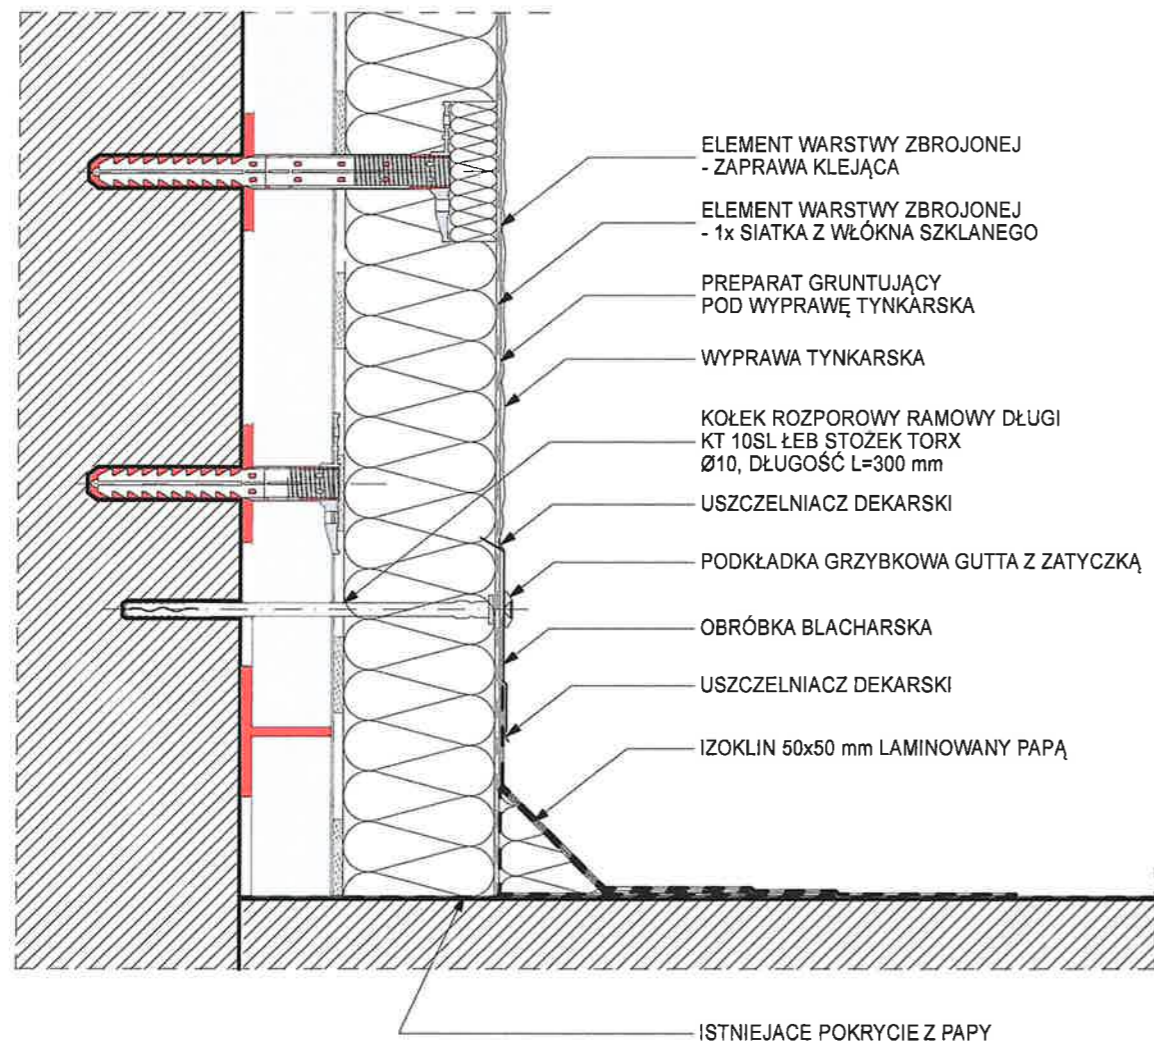 ELEMENT WARSTWY ZBROJONEJ
- ZAPRAWA KLEJĄCA
ELEMENT WARSTWY ZBROJONEJ
- 1x SIATKA Z WŁÓKNA SZKLANEGO
PREPARAT GRUNTUJĄCY
POD WYPRAWĘ TYNKARSKA
WYPRAWA TYNKARSKA
KOŁEK ROZPOROWY RAMOWY DŁUGI
KT 10SL ŁEB STOŻEK TORX
Ø10, DŁUGOŚĆ L=300 mm
USZCZELNIACZ DEKARSKI
PODKŁADKA GRZYBKOWA GUTTA Z ZATYCZKĄ
OBRÓBKA BLACHARSKA
USZCZELNIACZ DEKARSKI
IZOKLIN 50x50 mm LAMINOWANY PAPĄ
ISTNIEJACE POKRYCIE Z PAPY